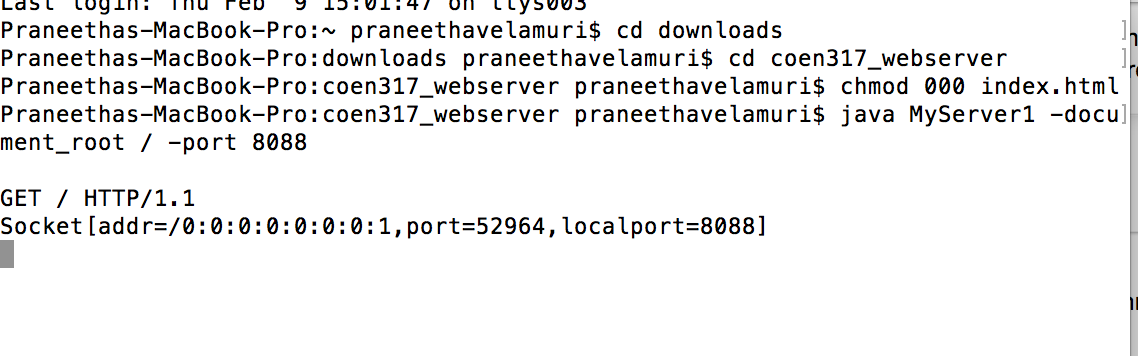 Last login: Thu Feb  9 15:01:47 on ttys003
Praneethas-MacBook-Pro:~ praneethavelamuri$ cd downloads
Praneethas-MacBook-Pro:downloads praneethavelamuri$ cd coen317_webserver
Praneethas-MacBook-Pro:coen317_webserver praneethavelamuri$ chmod 000 index.html
Praneethas-MacBook-Pro:coen317_webserver praneethavelamuri$ java MyServer1 -docu
ment_root / -port 8088
GET / HTTP/1.1
Socket[addr=/0:0:0:0:0:0:0:1,port=52964,localport=8088]